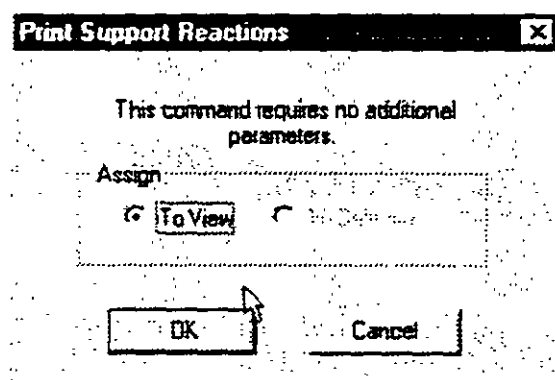 Print Support Reactions
This command requires no additional
parameters.
Assign
To View
OK Cancel